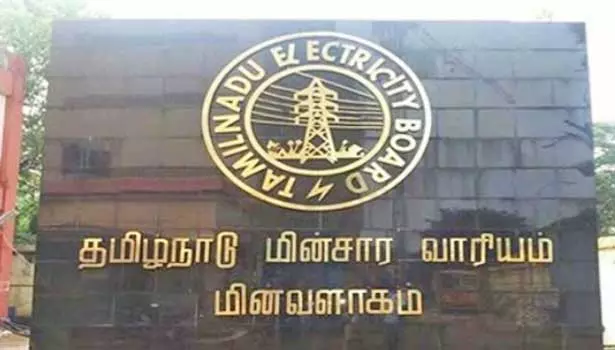 TAMILNADU ELECTRICITY BOARD
தமிழ்நாடு மின்சார வாரியம்
மின்வளாகம்